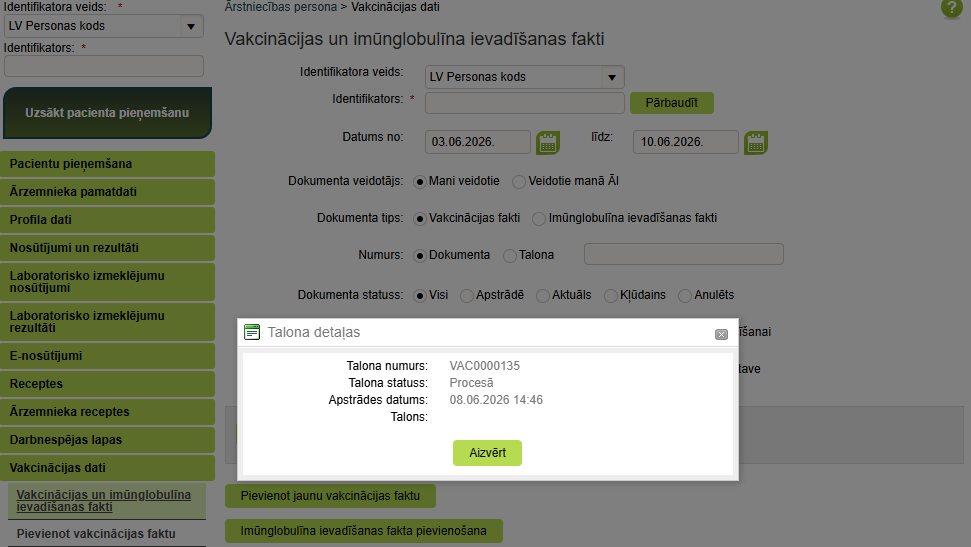 Identifikatora veids: *
LV Personas kods
Identifikators: *
Uzsākt pacienta pieņemšanu
Pacientu pieņemšana
Ārzemnieka pamatdati
Profila dati
Nosūtījumi un rezultāti
Laboratorisko izmeklējumu
nosūtījumi
Laboratorisko izmeklējumu
rezultāti
E-nosūtījumi
Receptes
Ārzemnieka receptes
Darbnespējas lapas
Vakcinācijas dati
Vakcinācijas un imūnglobulīna
ievadīšanas fakti
Pievienot vakcinācijas faktu
Ārstniecības persona > Vakcinācijas dati
?
Vakcinācijas un imūnglobulīna ievadīšanas fakti
Identifikatora veids: LV Personas kods
Identifikators: * Pārbaudīt
Datums no: 03.06.2026. līdz: 10.06.2026.
Dokumenta veidotājs: Mani veidotie Veidotie manā ĀI
Dokumenta tips: Vakcinācijas fakti Imūnglobulīna ievadīšanas fakti
Numurs: Dokumenta Talona
Dokumenta statuss: Visi Apstrādē Aktuāls Kļūdains Anulēts
Talona detaļas
Talona numurs: VAC0000135
Talona statuss: Procesā
Apstrādes datums: 08.06.2026 14:46
Talons:
Aizvērt
Pievienot jaunu vakcinācijas faktu
Imūnglobulīna ievadīšanas fakta pievienošana